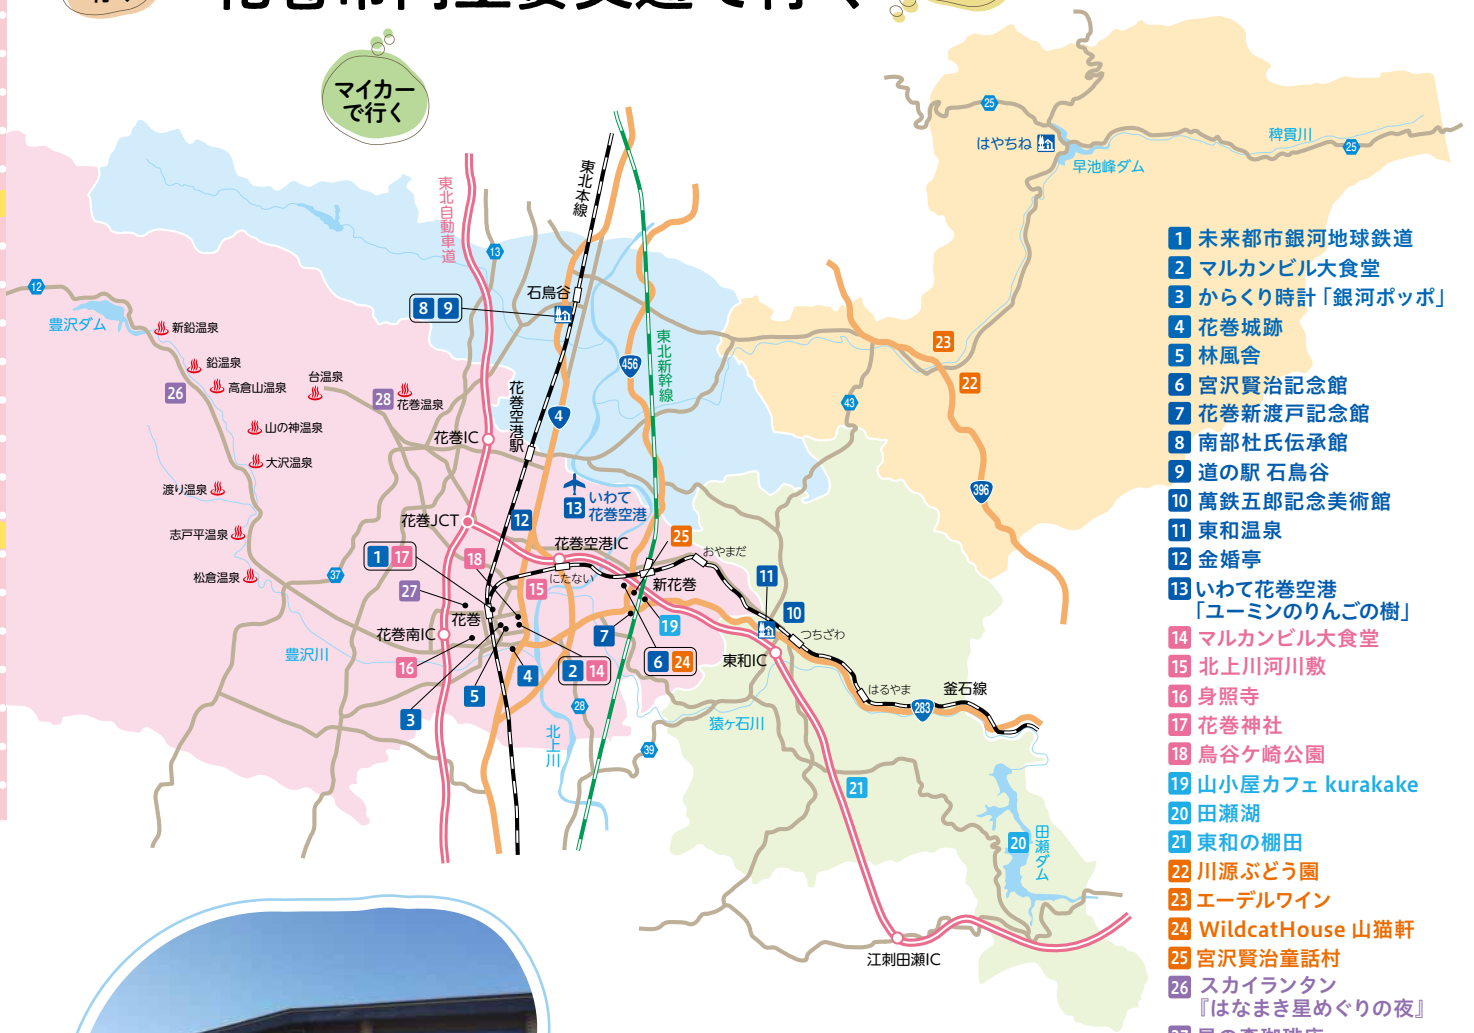 マイカー
で行く
東北自動車道
東北本線
東北新幹線
25
はやちね
早池峰ダム
稗貫川
25
12
豊沢ダム
新鉛温泉
鉛温泉
高倉山温泉
26
台温泉
28
花巻温泉
山の神温泉
大沢温泉
渡り温泉
志戸平温泉
松倉温泉
37
豊沢川
13
8 9
石鳥谷
456
4
花巻空港駅
花巻IC
花巻JCT
12
13
いわて
花巻空港
花巻空港IC
25
おやまだ
1 17
18
にたない
15
新花巻
27
花巻
花巻南IC
16
19
7
6 24
2 14
4
5
3
28
北上川
39
猿ヶ石川
11
10
つちざわ
東和IC
はるやま
釜石線
283
23
22
43
396
21
20
田瀬ダム
江刺田瀬IC
1 未来都市銀河地球鉄道
2 マルカンビル大食堂
3 からくり時計「銀河ポッポ」
4 花巻城跡
5 林風舎
6 宮沢賢治記念館
7 花巻新渡戸記念館
8 南部杜氏伝承館
9 道の駅 石鳥谷
10 萬鉄五郎記念美術館
11 東和温泉
12 金婚亭
13 いわて花巻空港
「ユーミンのりんごの樹」
14 マルカンビル大食堂
15 北上川河川敷
16 身照寺
17 花巻神社
18 鳥谷ケ崎公園
19 山小屋カフェ kurakake
20 田瀬湖
21 東和の棚田
22 川源ぶどう園
23 エーデルワイン
24 WildcatHouse 山猫軒
25 宮沢賢治童話村
26 スカイランタン
『はなまき星めぐりの夜』